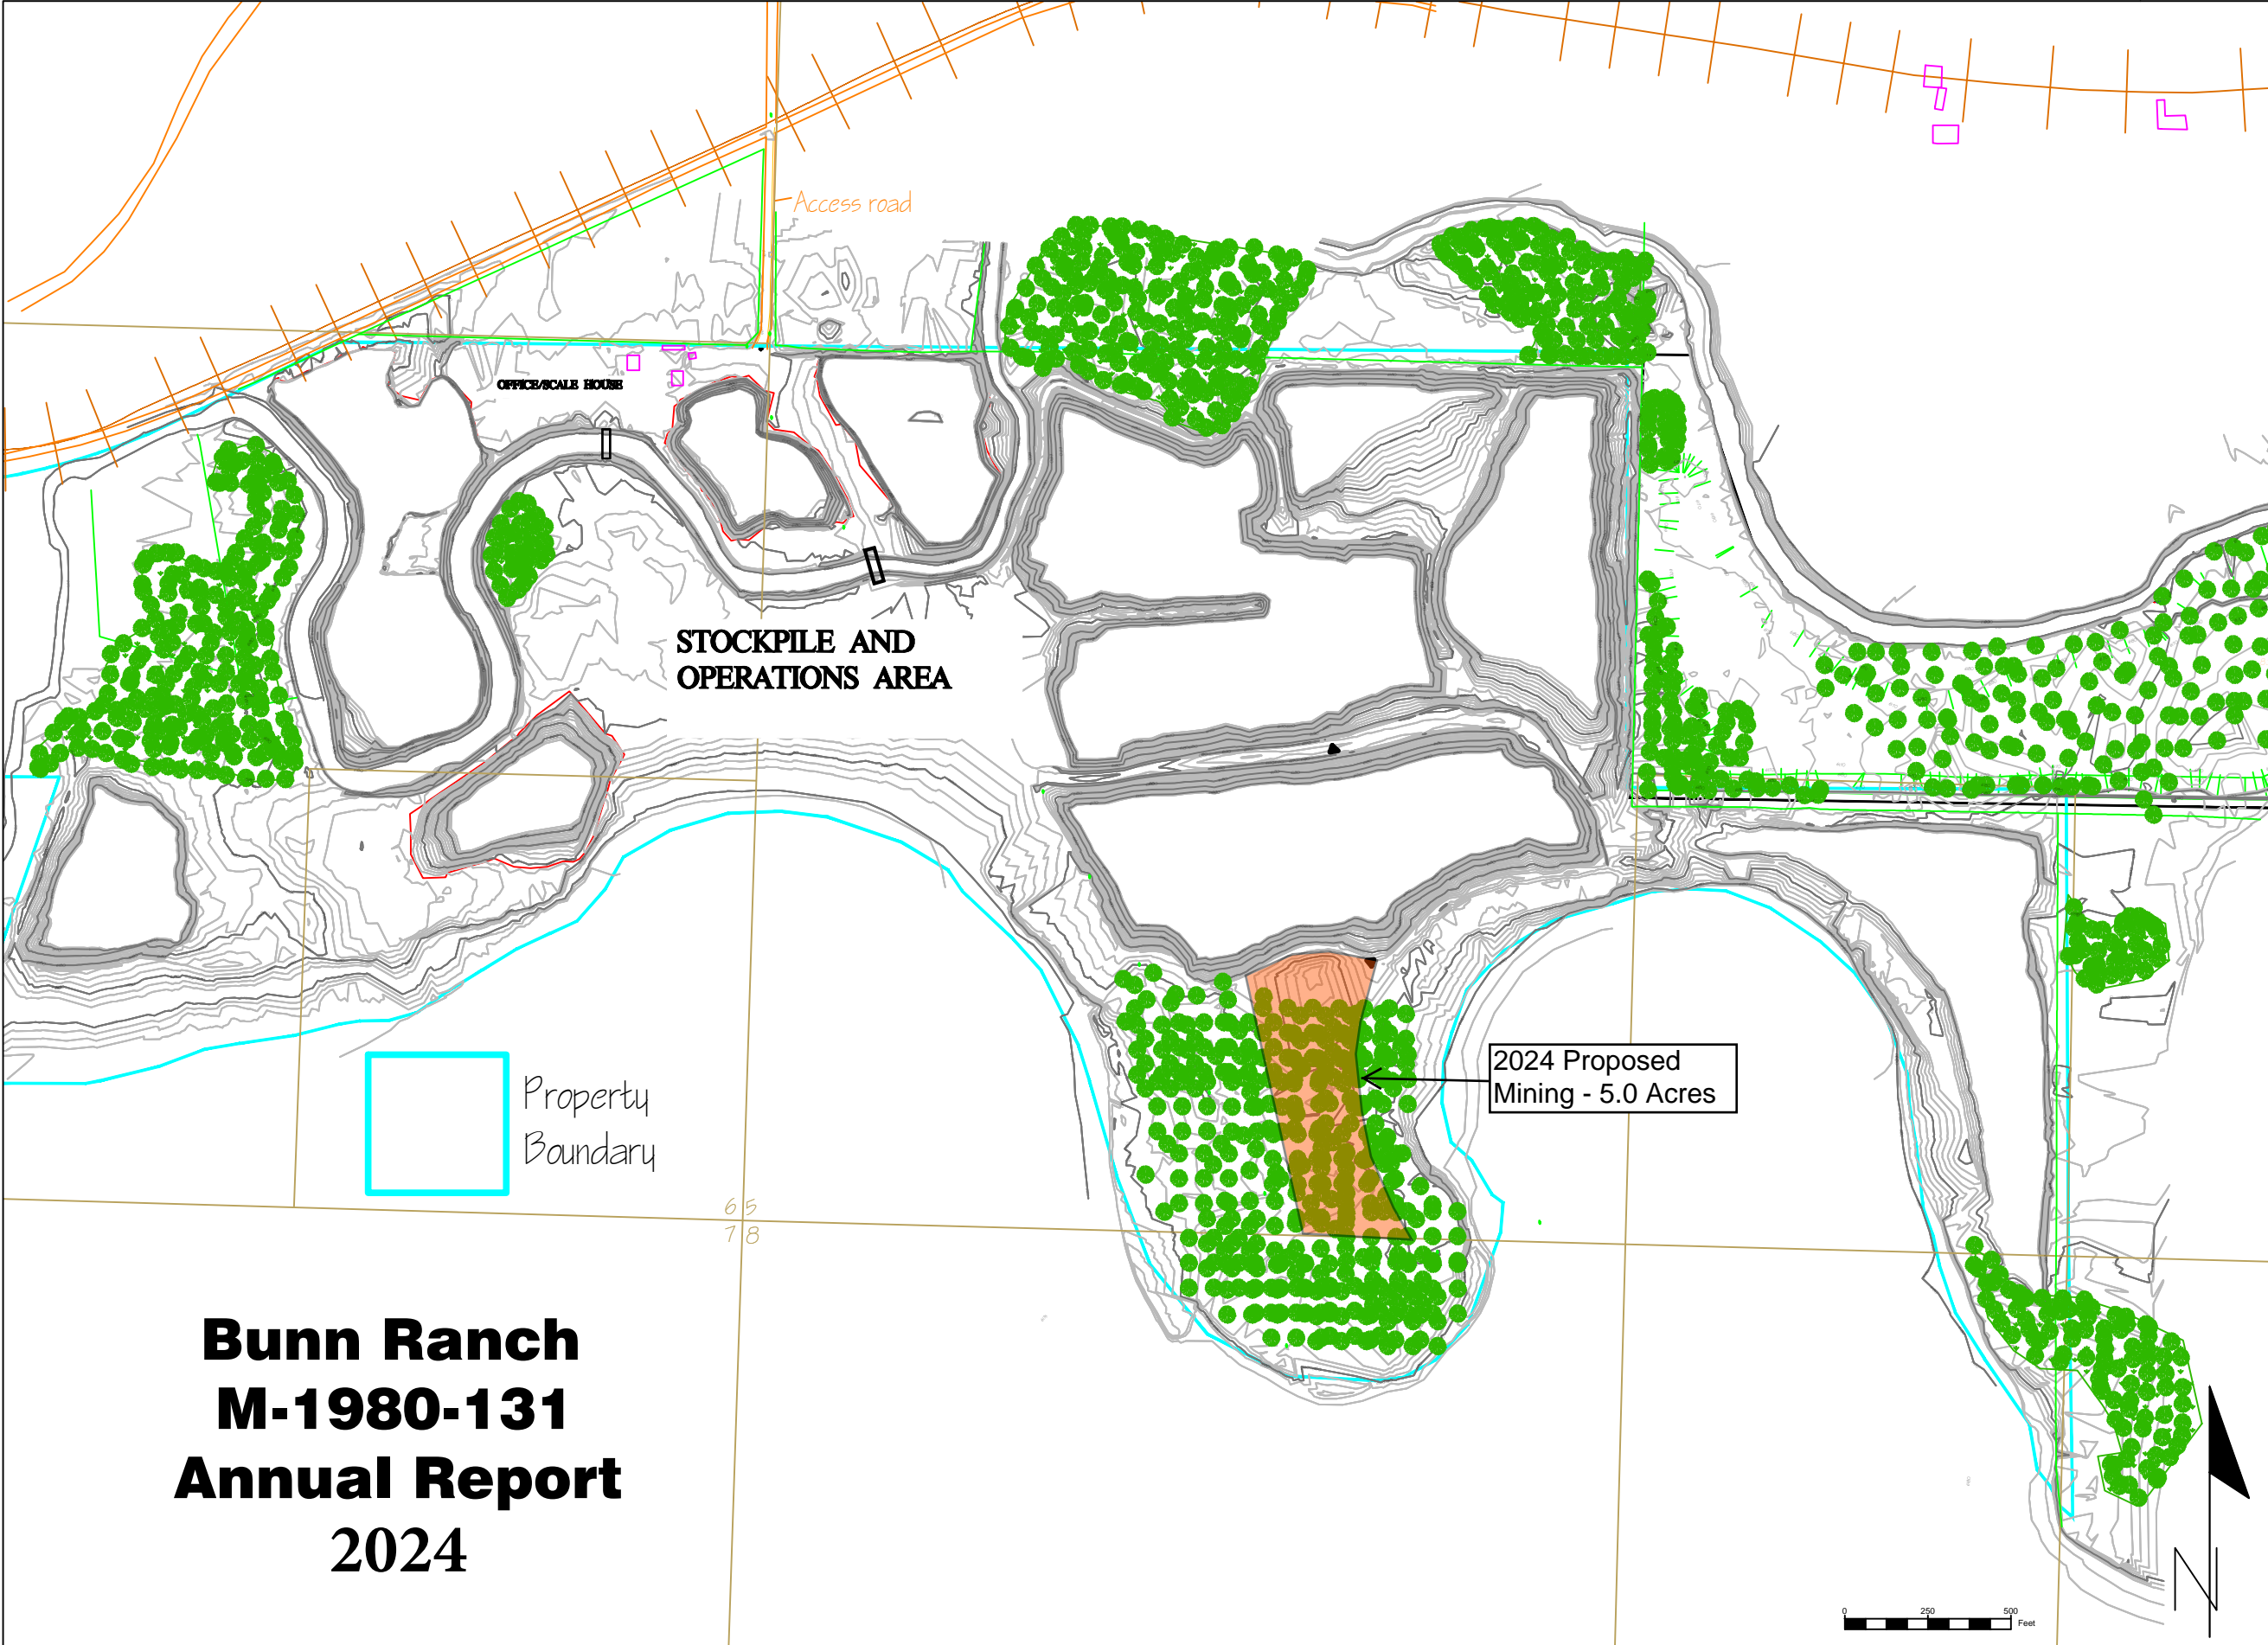 Access road
OFFICE/SCALE HOUSE
STOCKPILE AND
OPERATIONS AREA
2024 Proposed
Mining - 5.0 Acres
Property
Boundary
6 5
7 8
Bunn Ranch
M-1980-131
Annual Report
2024
0 250 500
Feet
N